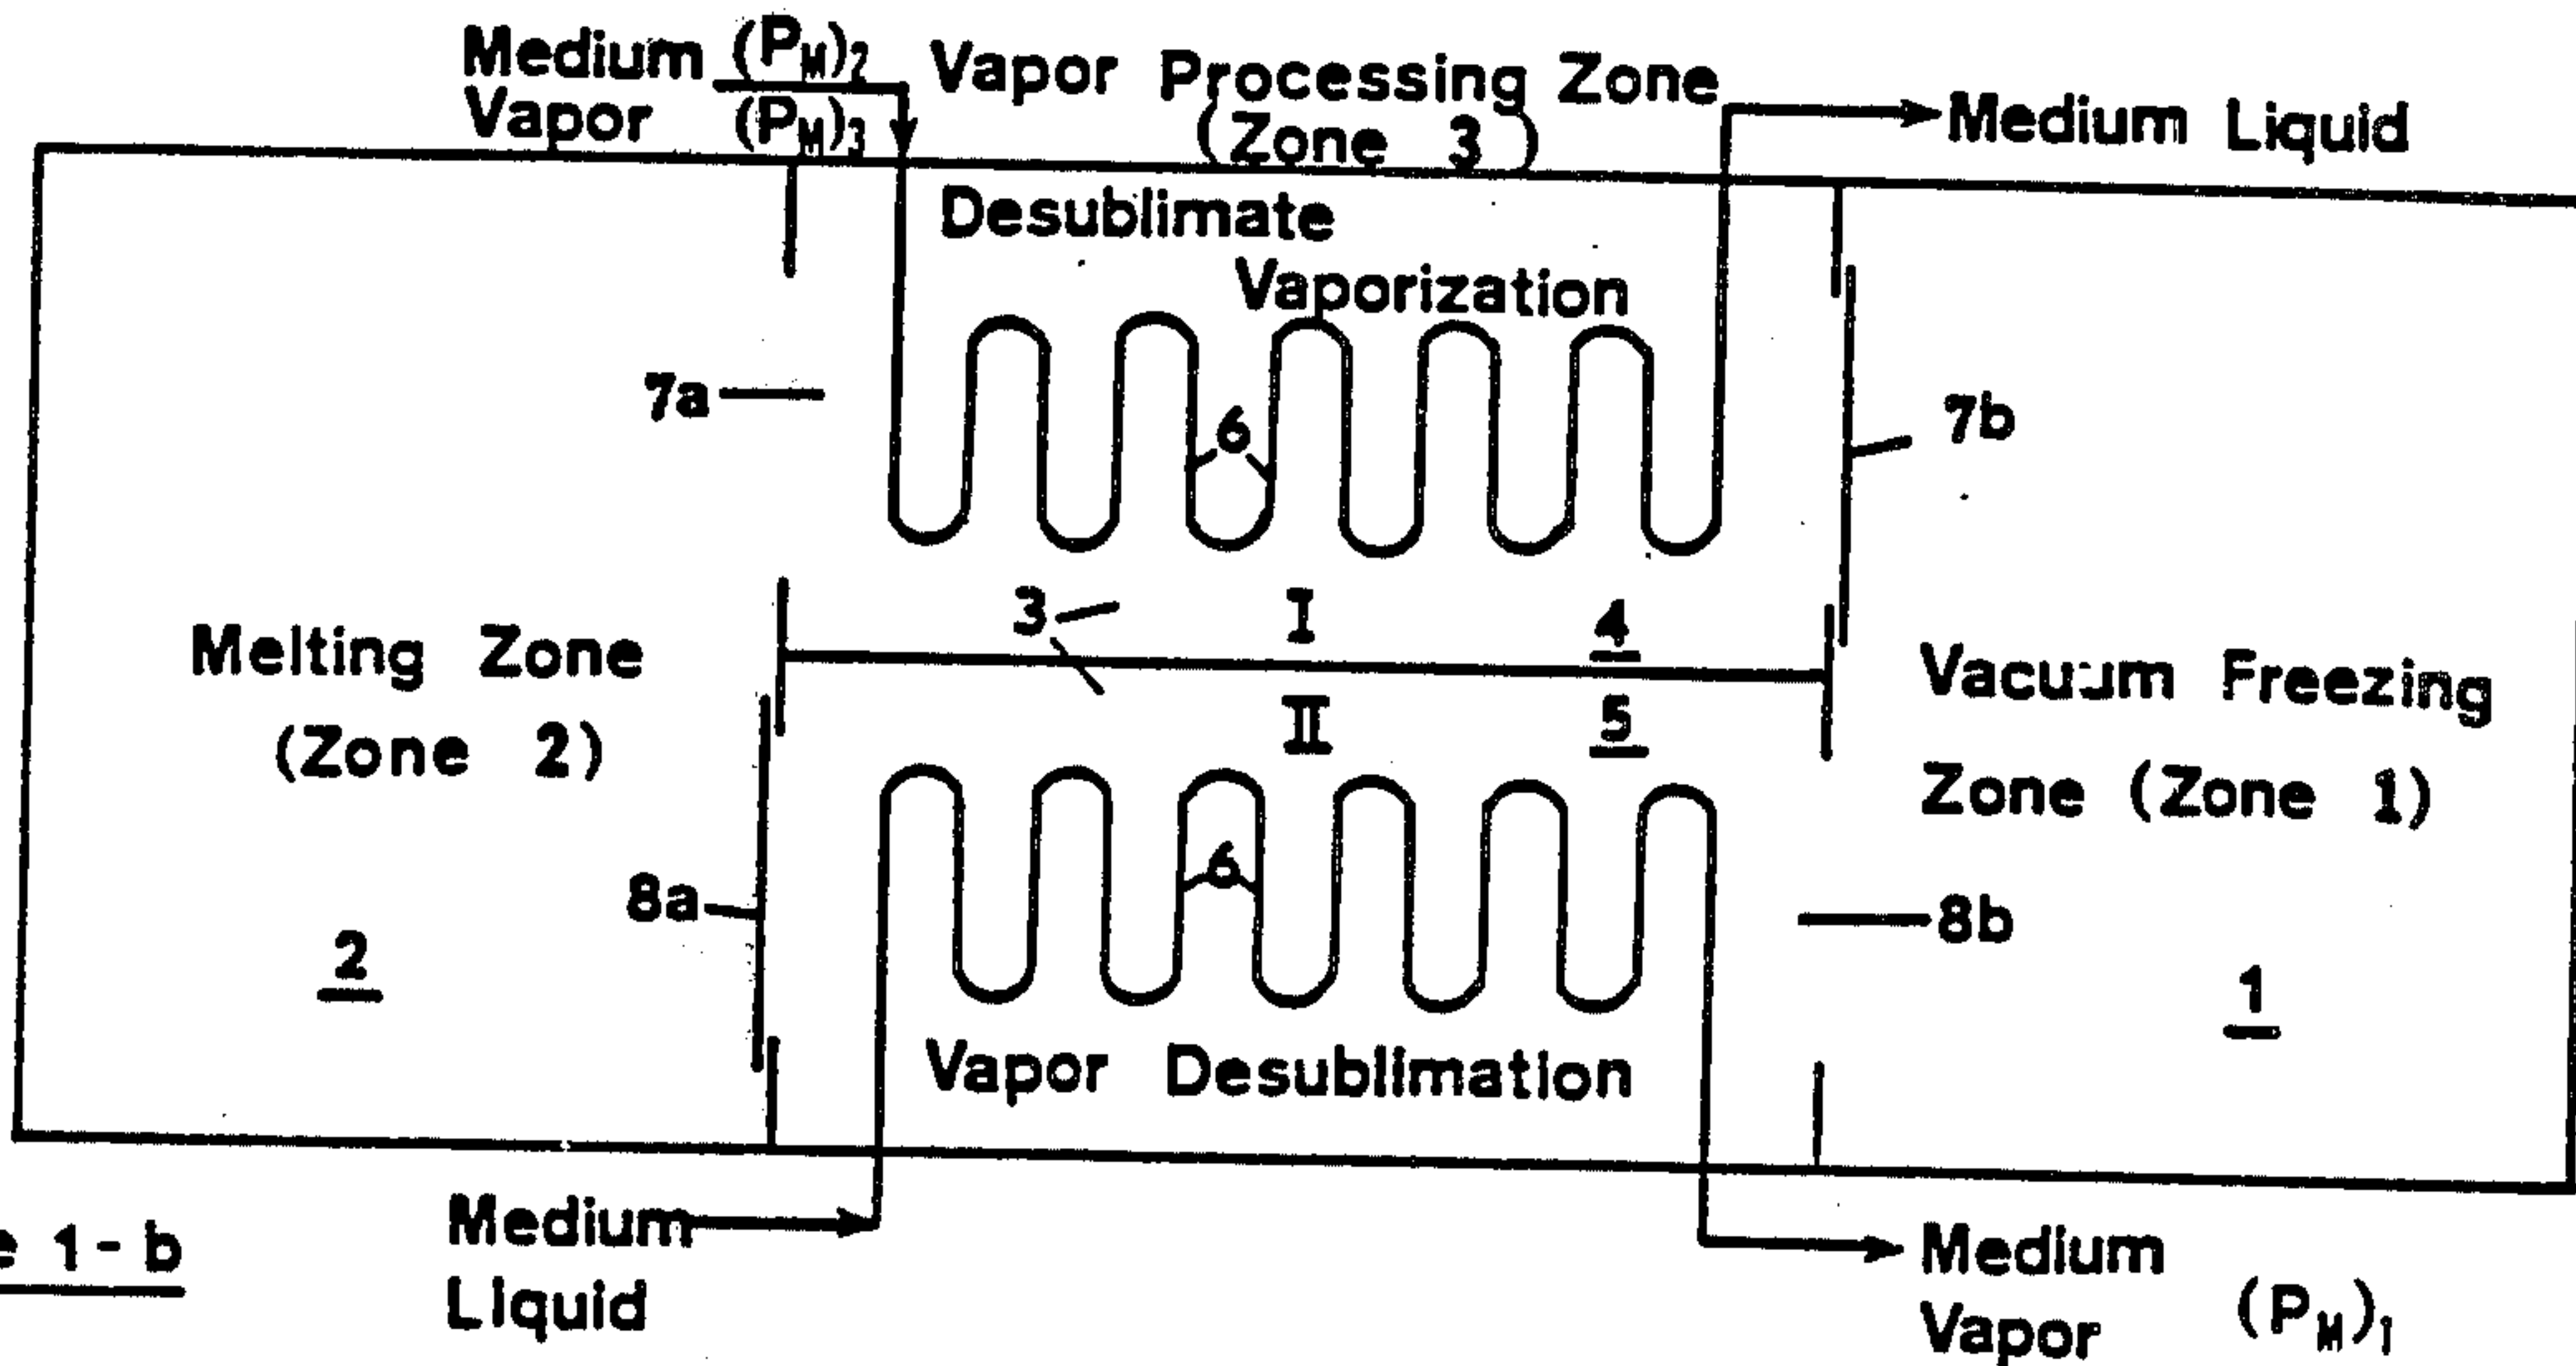 Medium (PM)2
Vapor (PM)3
Vapor Processing Zone
(Zone 3)
Medium Liquid
Desublimate
Vaporization
7a
6
7b
3
I
4
Melting Zone
(Zone 2)
II
5
Vacuum Freezing
Zone (Zone 1)
6
8a
8b
2
1
Vapor Desublimation
e 1-b
Medium
Liquid
Medium
Vapor (PM)1